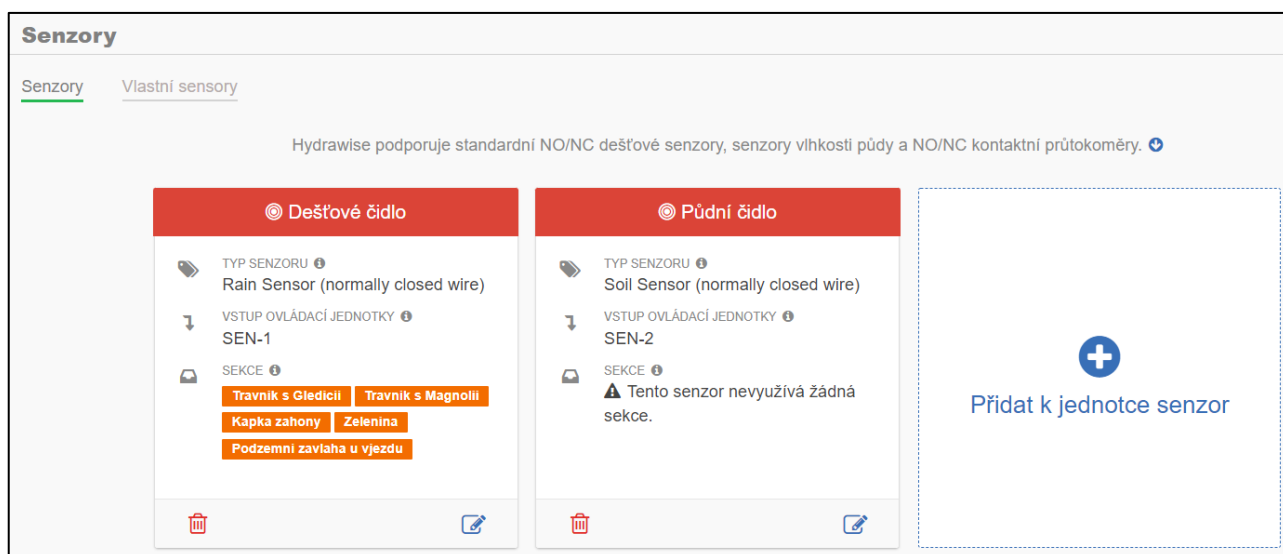 Senzory
Senzory Vlastní sensory
Hydrawise podporuje standardní NO/NC dešťové senzory, senzory vlhkosti půdy a NO/NC kontaktní průtokoměry.
Dešťové čidlo
TYP SENZORU
Rain Sensor (normally closed wire)
VSTUP OVLÁDACÍ JEDNOTKY
SEN-1
SEKCE
Travnik s Gledicii Travnik s Magnolii
Kapka zahony Zelenina
Podzemni zavlaha u vjezdu
Půdní čidlo
TYP SENZORU
Soil Sensor (normally closed wire)
VSTUP OVLÁDACÍ JEDNOTKY
SEN-2
SEKCE
Tento senzor nevyužívá žádná
sekce.
Přidat k jednotce senzor